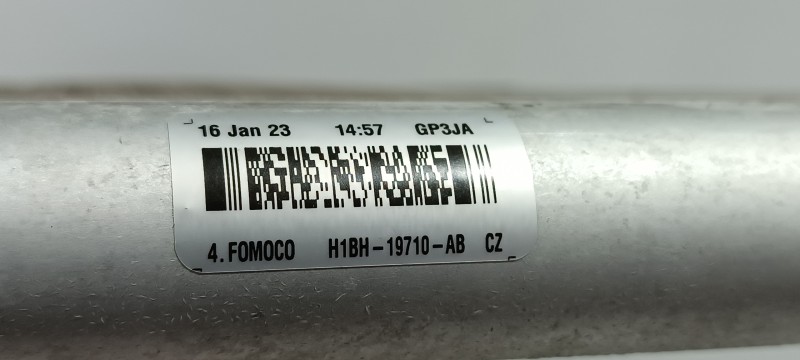 16 Jan 23 14:57 GP3JA
4.FOMOCO H1BH-19710-AB CZ